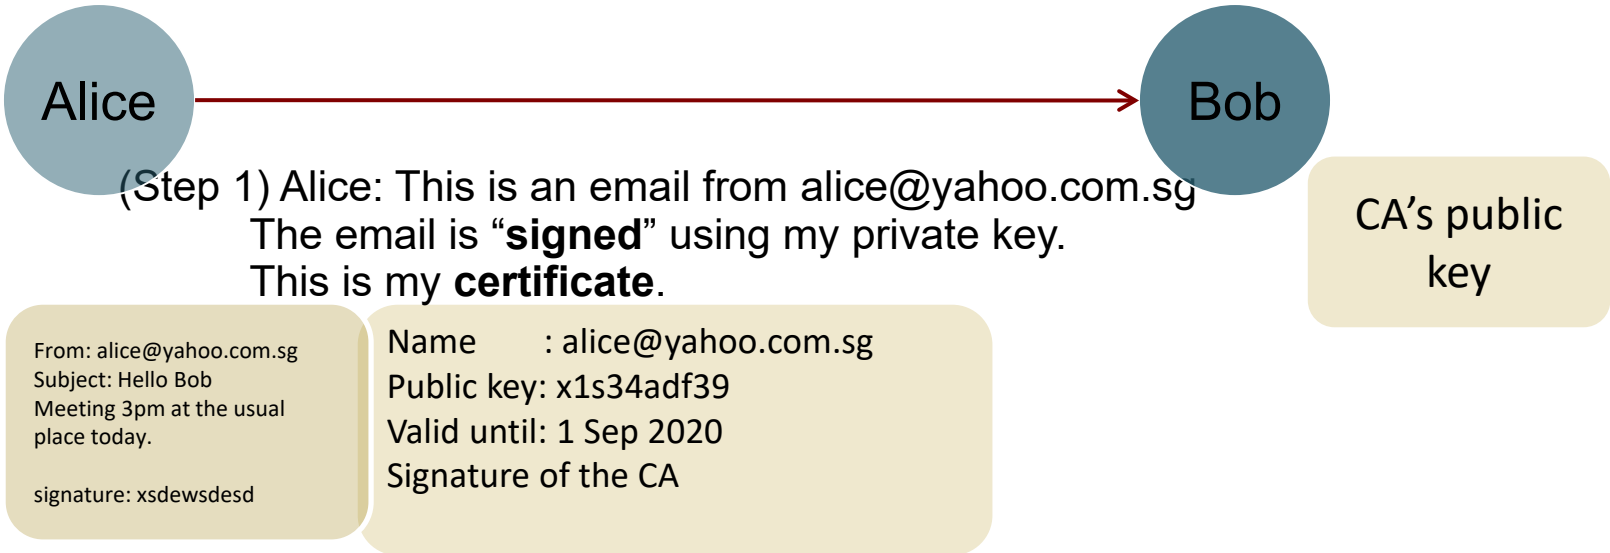 Alice
Bob
(Step 1) Alice: This is an email from alice@yahoo.com.sg
The email is “signed” using my private key.
This is my certificate.
CA’s public
key
From: alice@yahoo.com.sg
Subject: Hello Bob
Meeting 3pm at the usual
place today.
signature: xsdewsdesd
Name : alice@yahoo.com.sg
Public key: x1s34adf39
Valid until: 1 Sep 2020
Signature of the CA